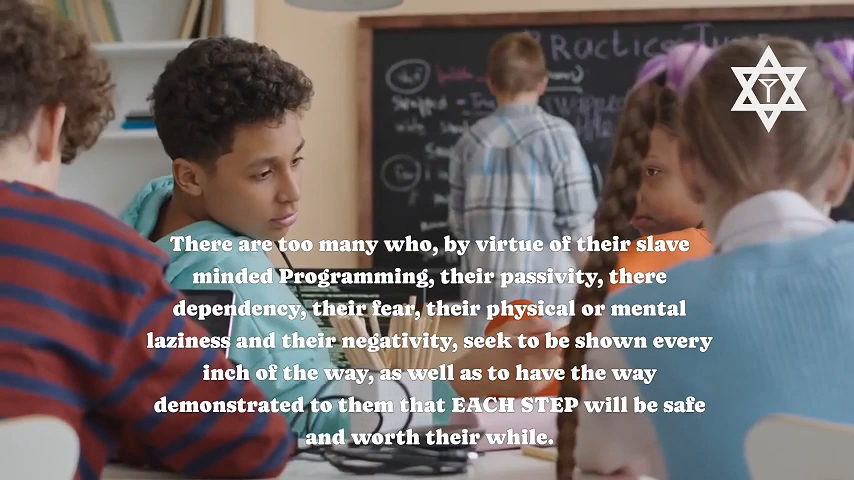 Practice
There are too many who, by virtue of their slave
minded Programming, their passivity, there
dependency, their fear, their physical or mental
laziness and their negativity, seek to be shown every
inch of the way, as well as to have the way
demonstrated to them that EACH STEP will be safe
and worth their while.